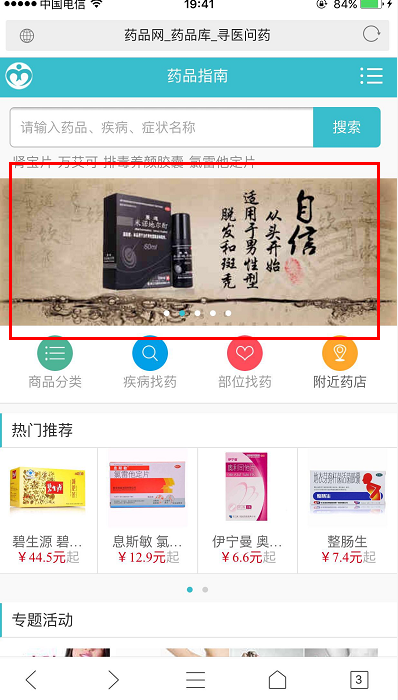 中国电信 19:41 84%
药品网_药品库_寻医问药
药品指南
请输入药品、疾病、症状名称 搜索
肾宝片 万艾可 排毒养颜胶囊 氯雷他定片
自信
从头开始
适用于男性型
脱发和斑秃
米诺地尔酊
60ml
商品分类 疾病找药 部位找药 附近药店
热门推荐
碧生源 碧... 息斯敏 氯... 伊宁曼 奥... 整肠生
￥44.5元起 ￥12.9元起 ￥6.6元起 ￥7.4元起
专题活动
3